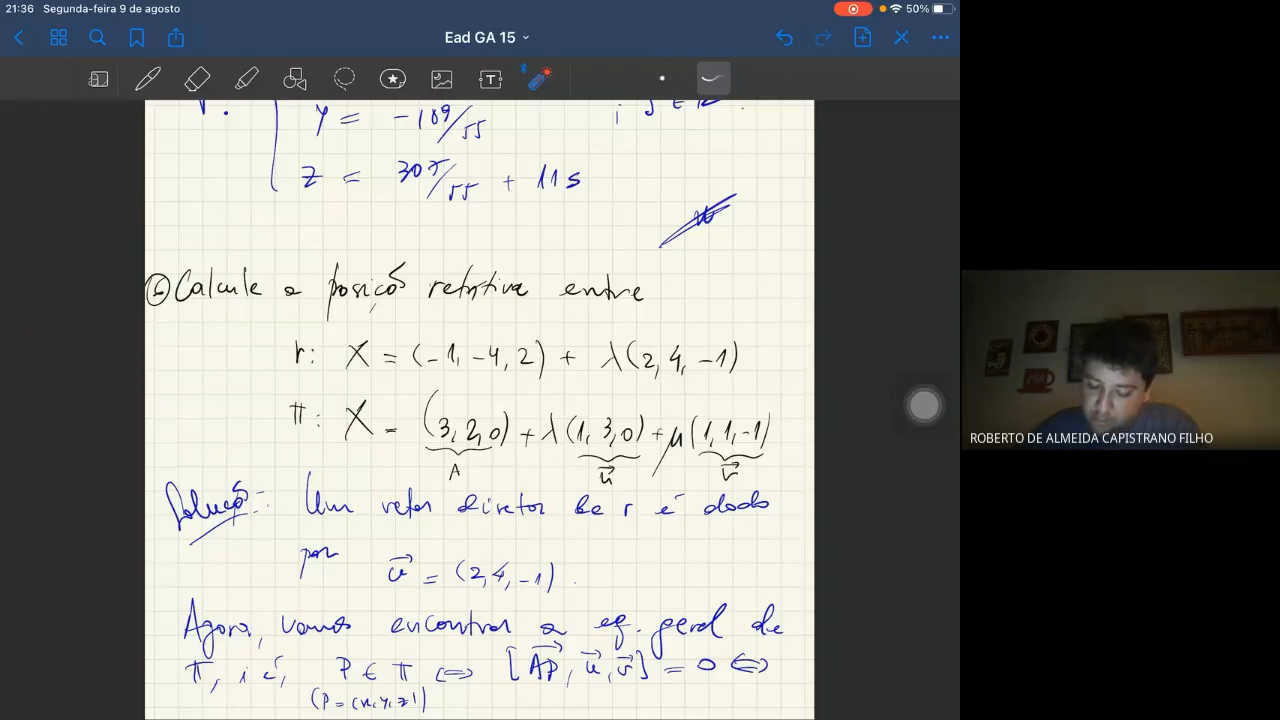 21:36 Segunda-feira 9 de agosto
50%
Ead GA 15
y = -189/55
z = 305/55 + 11s
⑥ Calcule a posição relativa entre
r: X = (-1, -4, 2) + λ(2, 4, -1)
π: X = (3, 2, 0) + λ(1, 3, 0) + μ(1, 1, -1)
A u⃗ v⃗
Solução: Um vetor diretor de r é dado
por u⃗ = (2, 4, -1).
Agora, vamos encontrar a eq. geral de
π, i é, P ∈ π ⇔ [AP⃗, u⃗, v⃗] = 0 ⇔
(P = (x, y, z))
ROBERTO DE ALMEIDA CAPISTRANO FILHO